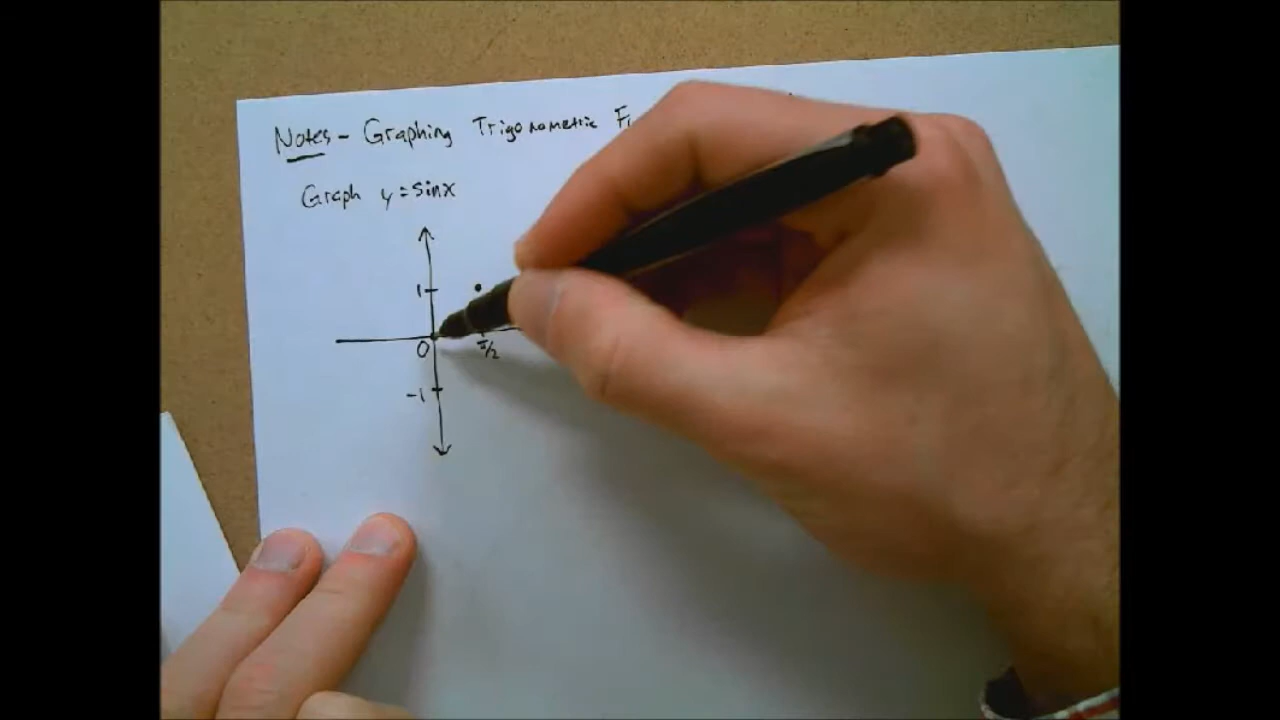 Notes - Graphing Trigonometric
Graph y = sinx
1
0 π/2
-1